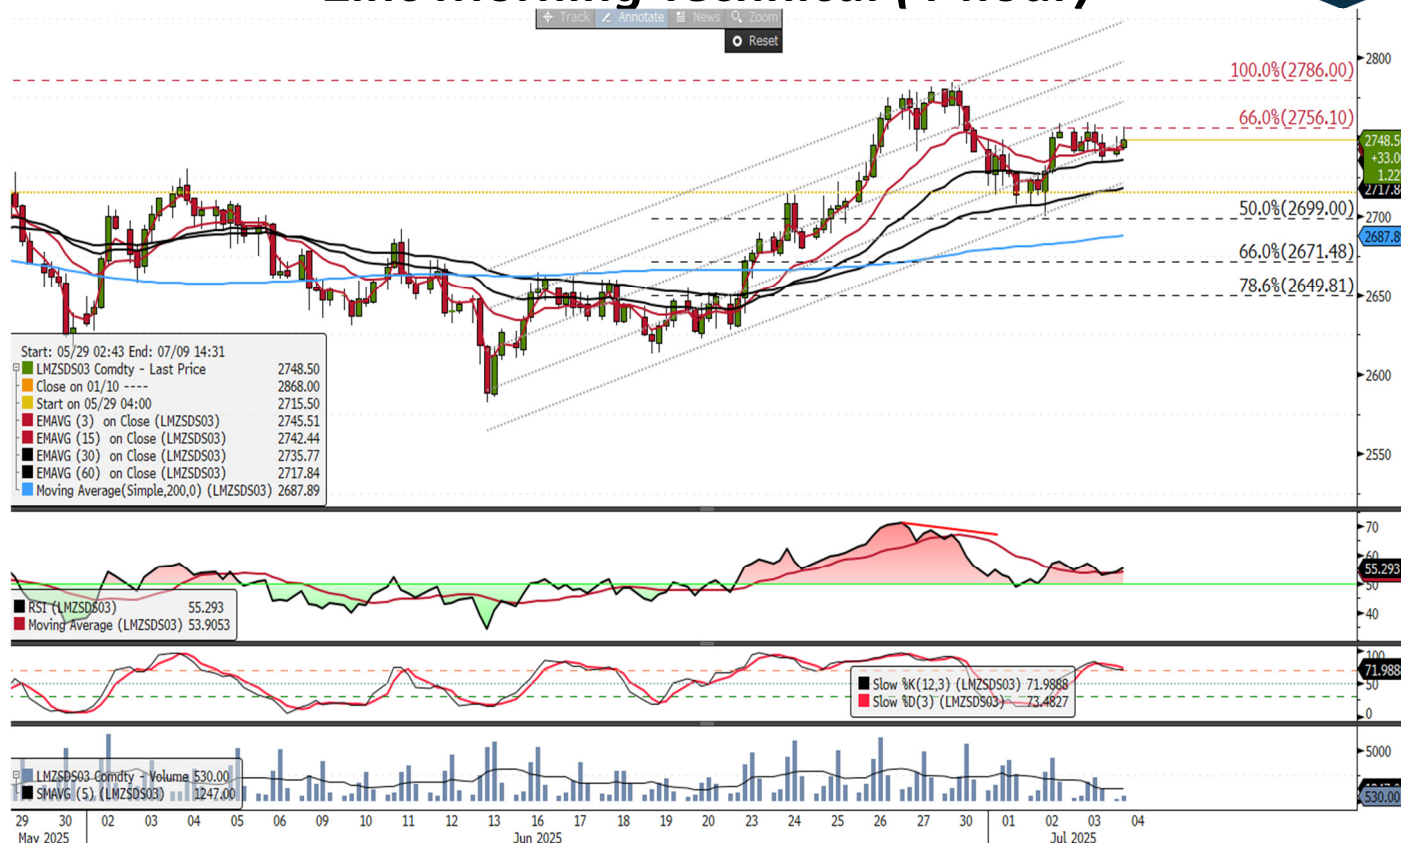 Zinc Morning Technical (4-hour)
Track Annotate News Zoom
Reset
2800
100.0%(2786.00)
66.0%(2756.10)
2748.5
+33.0
1.22
2717.8
2700
50.0%(2699.00)
2687.8
66.0%(2671.48)
78.6%(2649.81)
2650
2600
2550
Start: 05/29 02:43 End: 07/09 14:31
LMZSDS03 Comdty - Last Price 2748.50
Close on 01/10 ---- 2868.00
Start on 05/29 04:00 2715.50
EMAVG (3) on Close (LMZSDS03) 2745.51
EMAVG (15) on Close (LMZSDS03) 2742.44
EMAVG (30) on Close (LMZSDS03) 2735.77
EMAVG (60) on Close (LMZSDS03) 2717.84
Moving Average(Simple,200,0) (LMZSDS03) 2687.89
70
60
55.293
50
40
RSI (LMZSDS03) 55.293
Moving Average (LMZSDS03) 53.9053
100
71.988
50
0
Slow %K(12,3) (LMZSDS03) 71.9888
Slow %D(3) (LMZSDS03) 73.4827
5000
530.00
LMZSDS03 Comdty - Volume 530.00
SMAVG (5) (LMZSDS03) 1247.00
29 30 02 03 04 05 06 09 10 11 12 13 16 17 18 19 20 23 24 25 26 27 30 01 02 03 04
May 2025 Jun 2025 Jul 2025